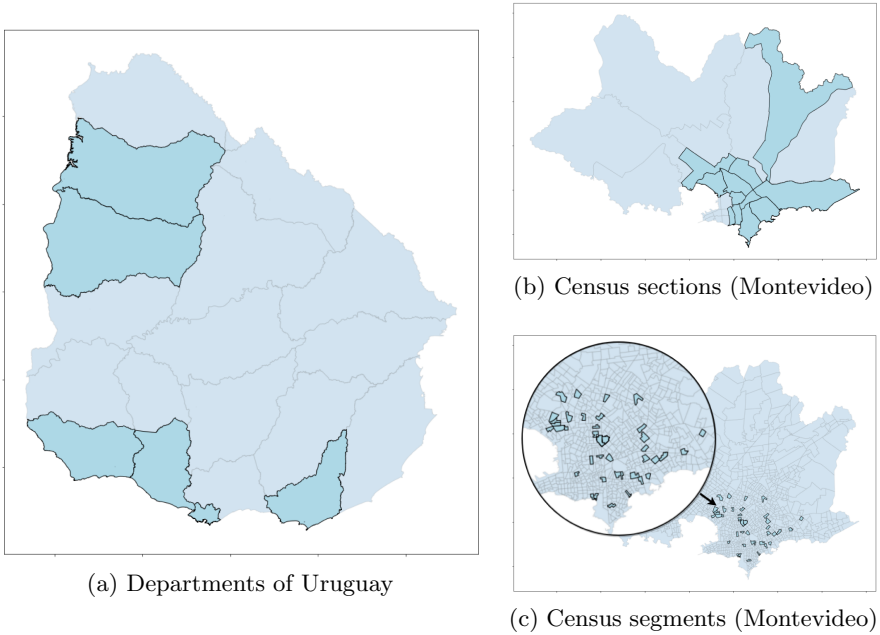 (a) Departments of Uruguay
(b) Census sections (Montevideo)
(c) Census segments (Montevideo)